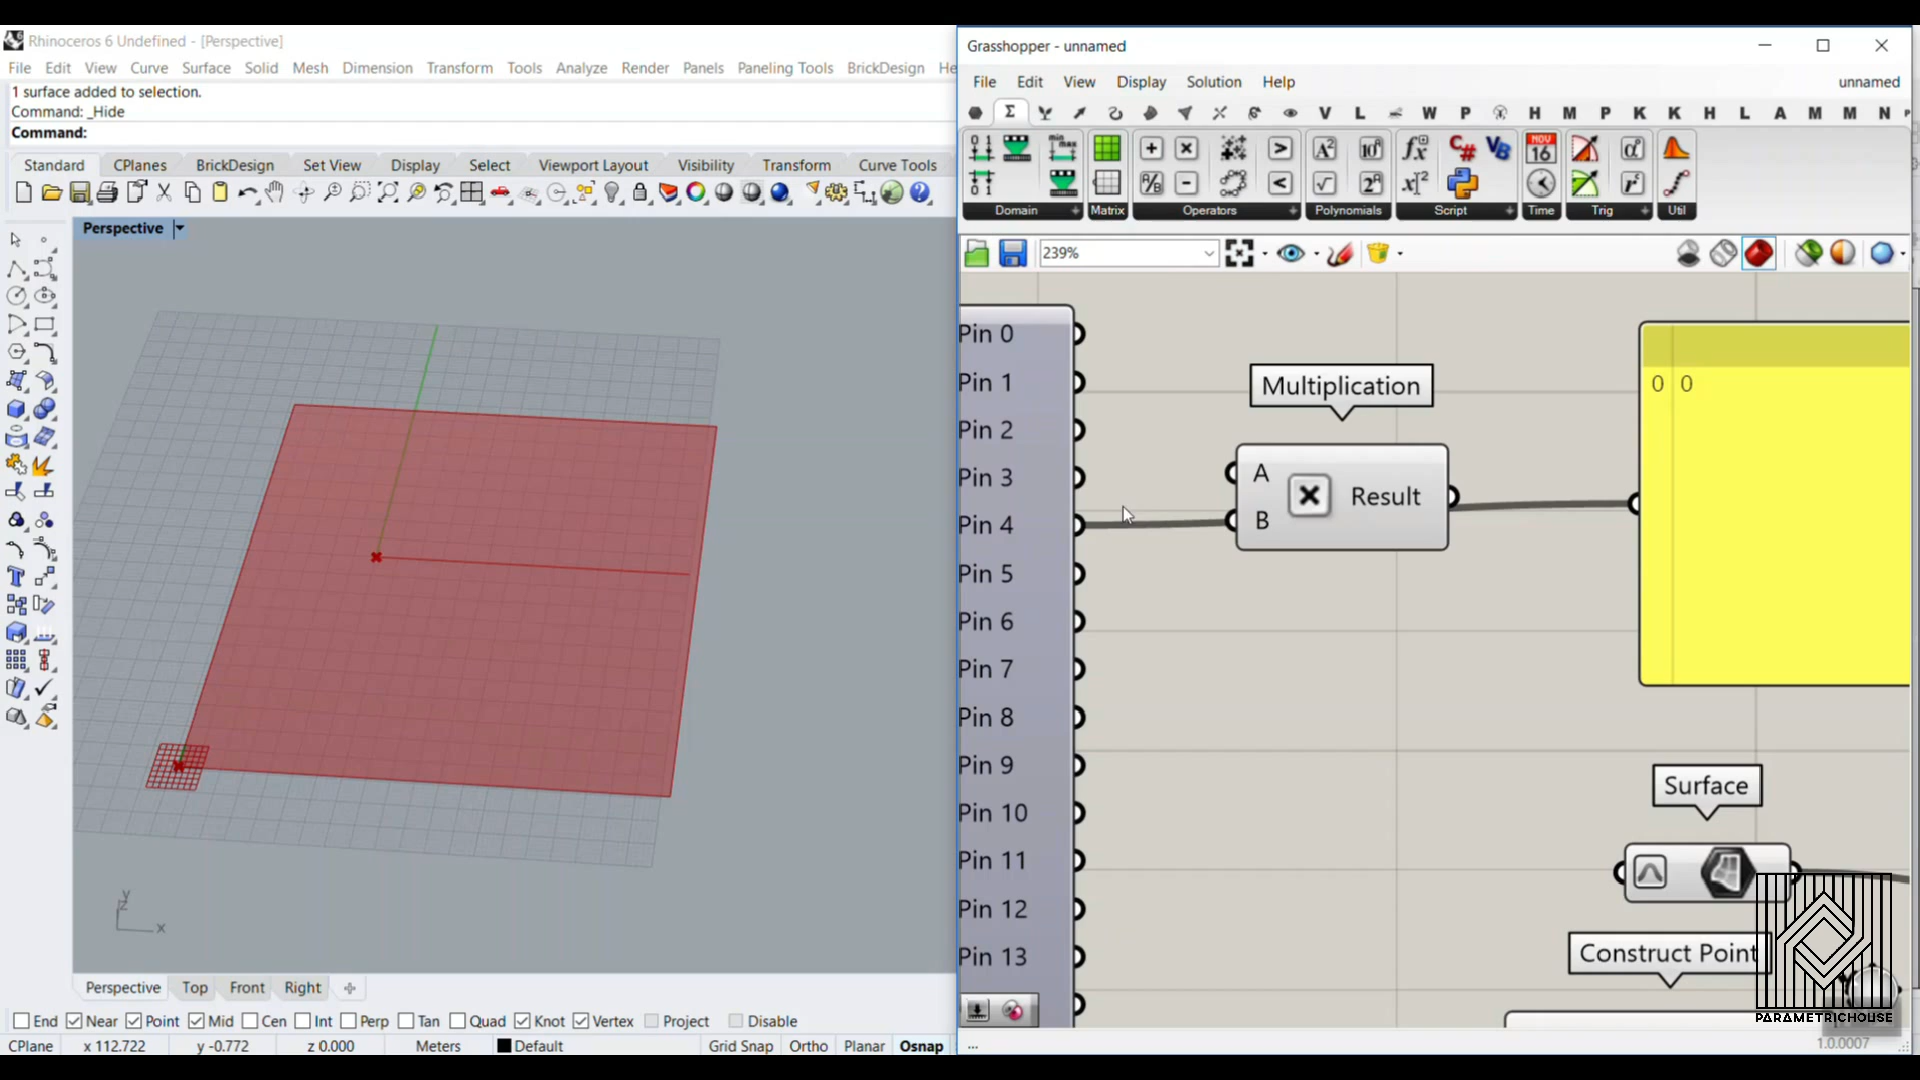 Rhinoceros 6 Undefined - [Perspective]
File Edit View Curve Surface Solid Mesh Dimension Transform Tools Analyze Render Panels Paneling Tools BrickDesign He
1 surface added to selection.
Command: _Hide
Command:
Standard CPlanes BrickDesign Set View Display Select Viewport Layout Visibility Transform Curve Tools
Perspective
z
y
x
Perspective Top Front Right
End Near Point Mid Cen Int Perp Tan Quad Knot Vertex Project Disable
CPlane x 112.722 y -0.772 z 0.000 Meters Default Grid Snap Ortho Planar Osnap
Grasshopper - unnamed
File Edit View Display Solution Help unnamed
Σ V L W P H M P K K H L A M M N
Domain Matrix Operators Polynomials Script Time Trig Util
239%
Pin 0
Pin 1
Pin 2
Pin 3
Pin 4
Pin 5
Pin 6
Pin 7
Pin 8
Pin 9
Pin 10
Pin 11
Pin 12
Pin 13
Multiplication
A
B
Result
0 0
Surface
Construct Point
PARAMETRICHOUSE
...
1.0.0007